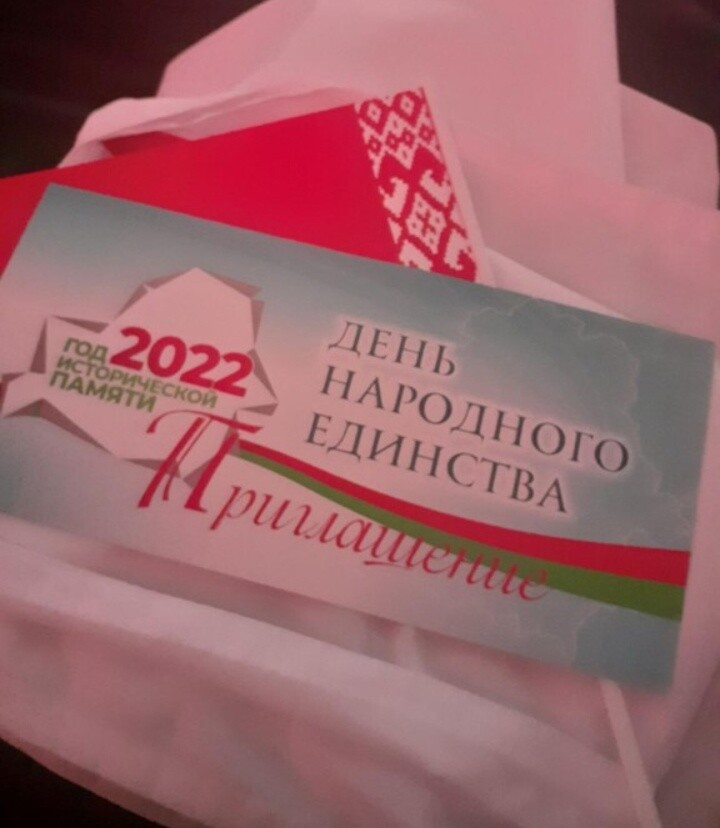 2022
ГОД
ИСТОРИЧЕСКОЙ
ПАМЯТИ
ДЕНЬ
НАРОДНОГО
ЕДИНСТВА
Приглашение